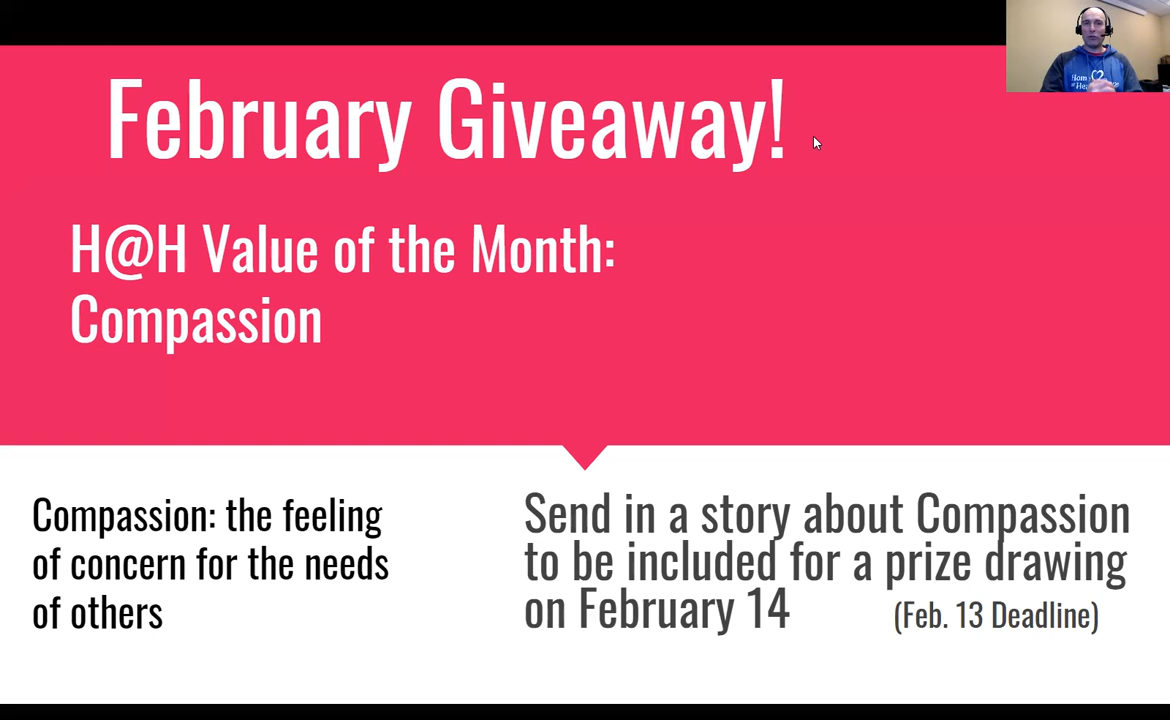 February Giveaway!
H@H Value of the Month:
Compassion
Compassion: the feeling
of concern for the needs
of others
Send in a story about Compassion
to be included for a prize drawing
on February 14
(Feb. 13 Deadline)